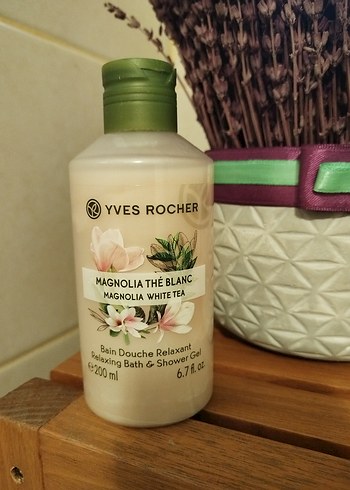 YVES ROCHER
MAGNOLIA THÉ BLANC
MAGNOLIA WHITE TEA
Bain Douche Relaxant
Relaxing Bath & Shower Gel
℮200 ml 6.7 fl. oz.